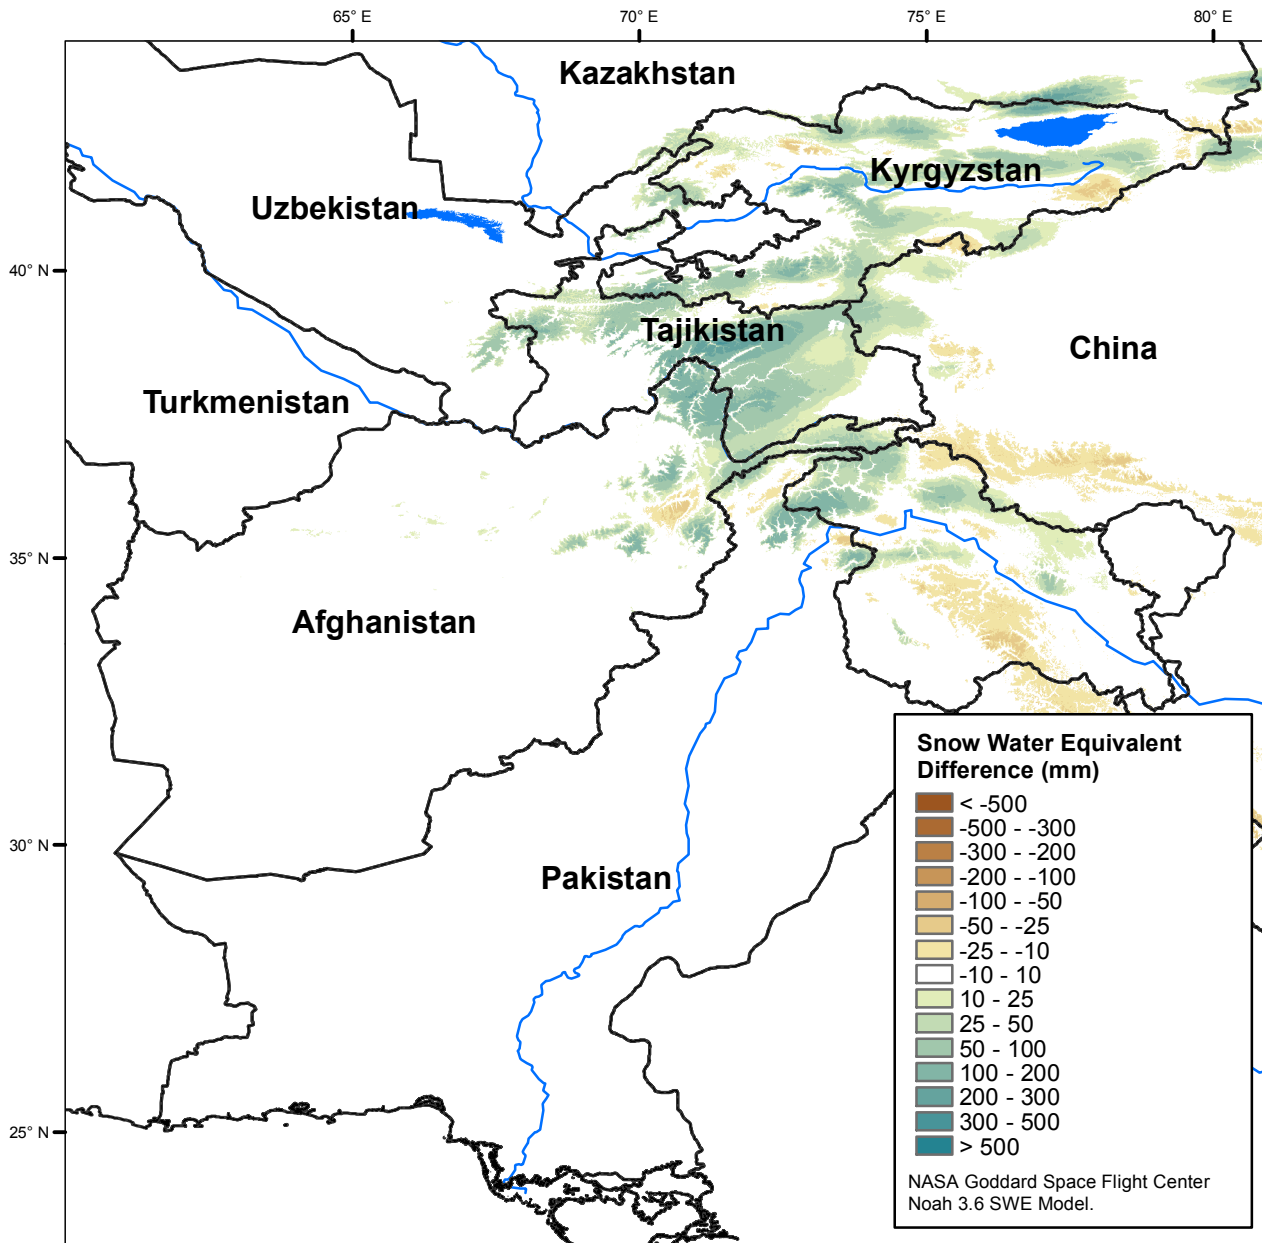 65° E
70° E
75° E
80° E
Kazakhstan
Kyrgyzstan
Uzbekistan
40° N
Tajikistan
China
Turkmenistan
35° N
Afghanistan
30° N
Pakistan
25° N
Snow Water Equivalent
Difference (mm)
< -500
-500 - -300
-300 - -200
-200 - -100
-100 - -50
-50 - -25
-25 - -10
-10 - 10
10 - 25
25 - 50
50 - 100
100 - 200
200 - 300
300 - 500
> 500
NASA Goddard Space Flight Center
Noah 3.6 SWE Model.